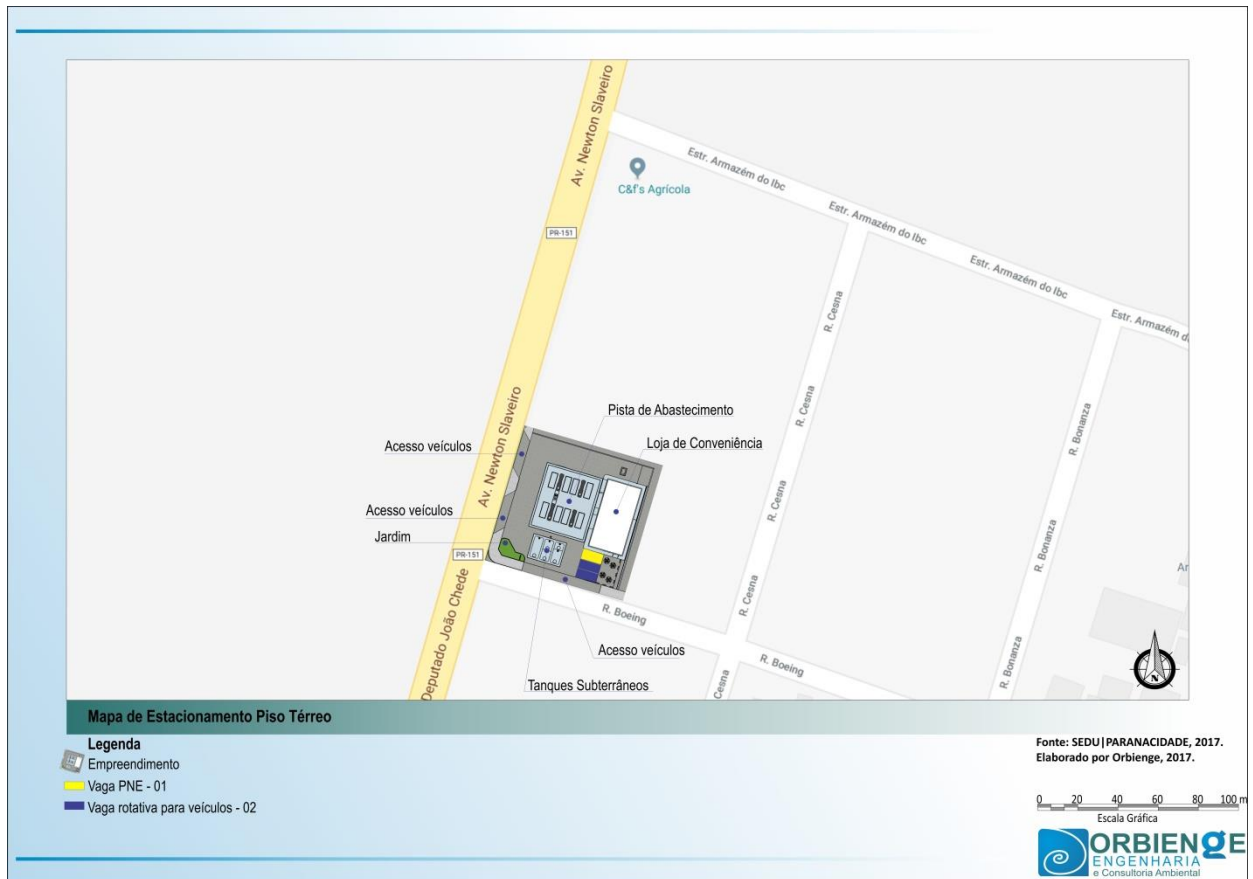 Av. Newton Slaveiro
Estr. Armazém do Ibc
C&f's Agrícola
Estr. Armazém do Ibc
PR-151
Estr. Armazém do Ibc
R. Cesna
Estr. Armazém d
Av. Newton Slaveiro
Pista de Abastecimento
R. Cesna
R. Bonanza
Acesso veículos
Loja de Conveniência
R. Cesna
Acesso veículos
Jardim
R. Bonanza
PR-151
Deputado João Chede
R. Cesna
R. Boeing
Acesso veículos
R. Boeing
R. Bonanza
Tanques Subterrâneos
Cesna
Ar
N
Mapa de Estacionamento Piso Térreo
Legenda
Empreendimento
Vaga PNE - 01
Vaga rotativa para veículos - 02
Fonte: SEDU|PARANACIDADE, 2017.
Elaborado por Orbienge, 2017.
0 20 40 60 80 100 m
Escala Gráfica
ORBIENGE
ENGENHARIA
e Consultoria Ambiental